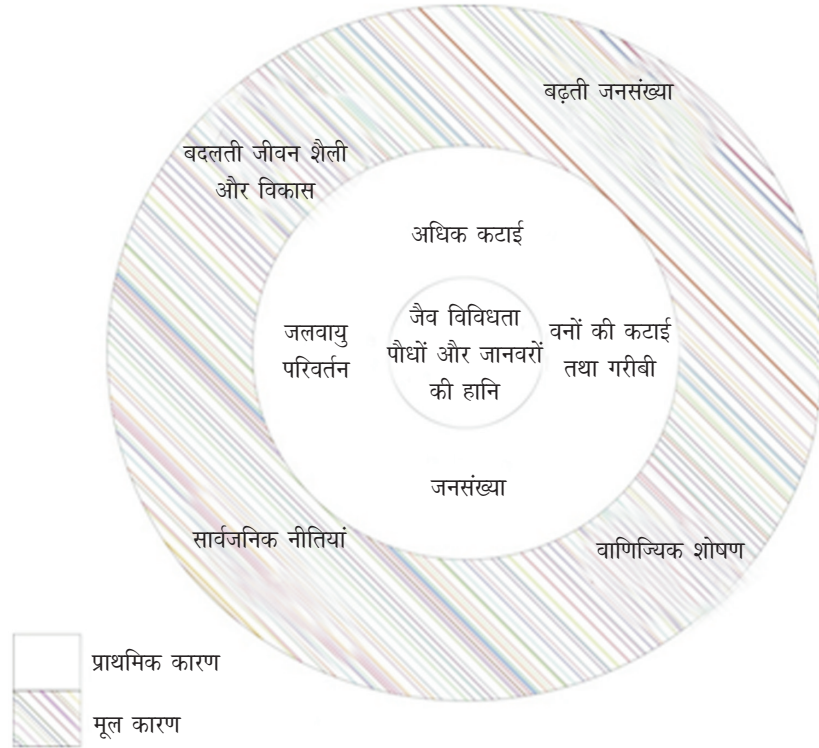 बढ़ती जनसंख्या
बदलती जीवन शैली
और विकास
अधिक कटाई
जलवायु
परिवर्तन
जैव विविधता
पौधों और जानवरों
की हानि
वनों की कटाई
तथा गरीबी
जनसंख्या
सार्वजनिक नीतियां
वाणिज्यिक शोषण
प्राथमिक कारण
मूल कारण